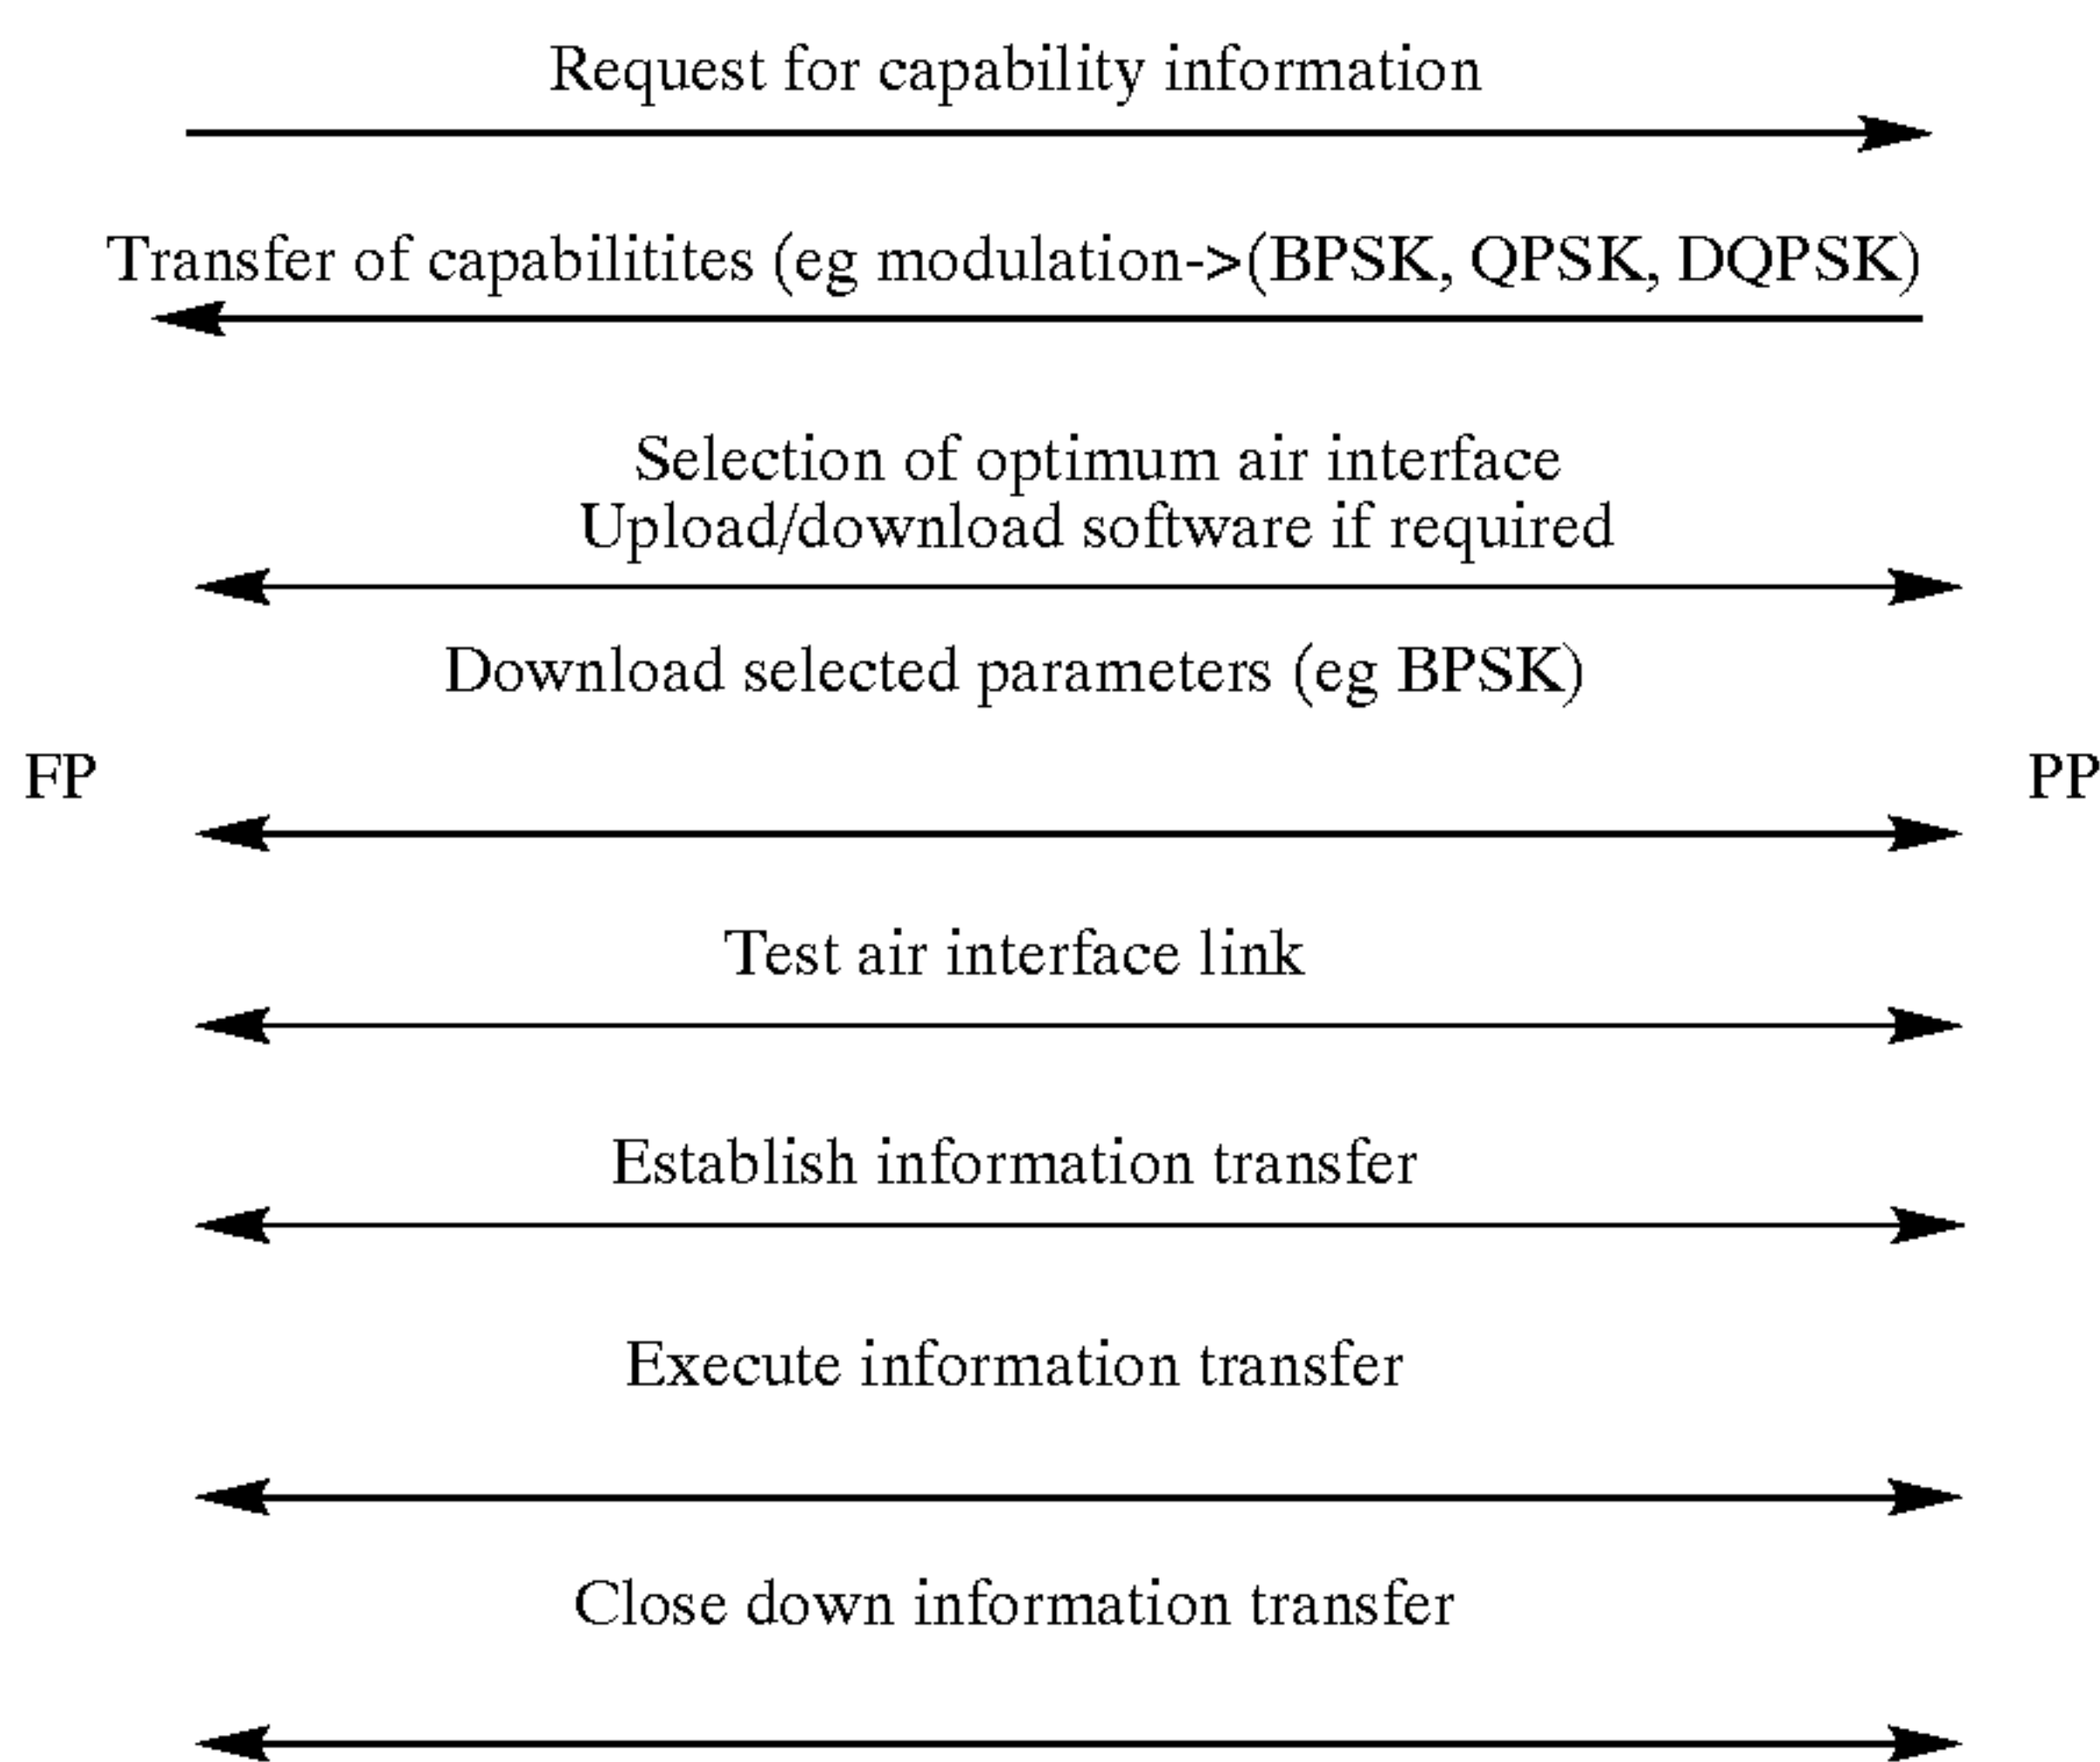 Request for capability information
Transfer of capabilitites (eg modulation->(BPSK, QPSK, DQPSK)
Selection of optimum air interface
Upload/download software if required
Download selected parameters (eg BPSK)
FP
PP
Test air interface link
Establish information transfer
Execute information transfer
Close down information transfer